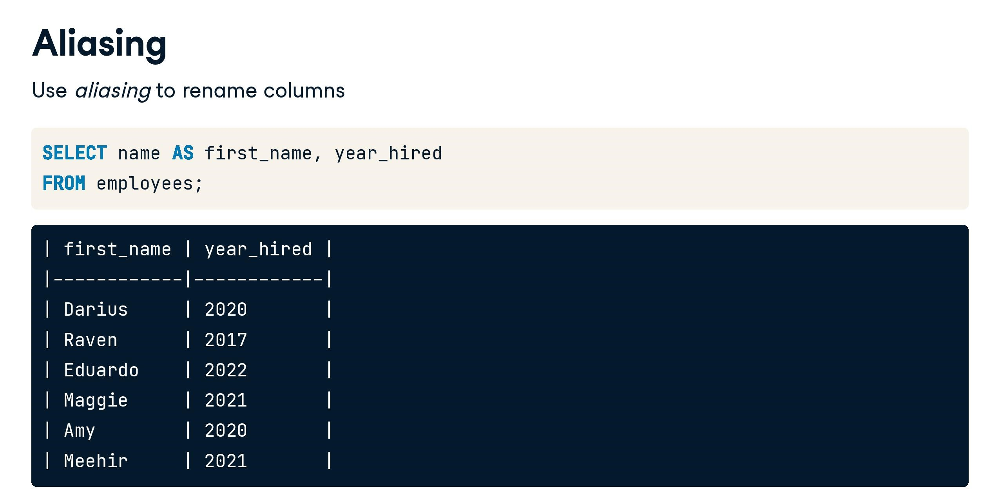 Aliasing
Use aliasing to rename columns
SELECT name AS first_name, year_hired
FROM employees;
| first_name | year_hired |
|------------|------------|
| Darius     | 2020       |
| Raven      | 2017       |
| Eduardo    | 2022       |
| Maggie     | 2021       |
| Amy        | 2020       |
| Meehir     | 2021       |